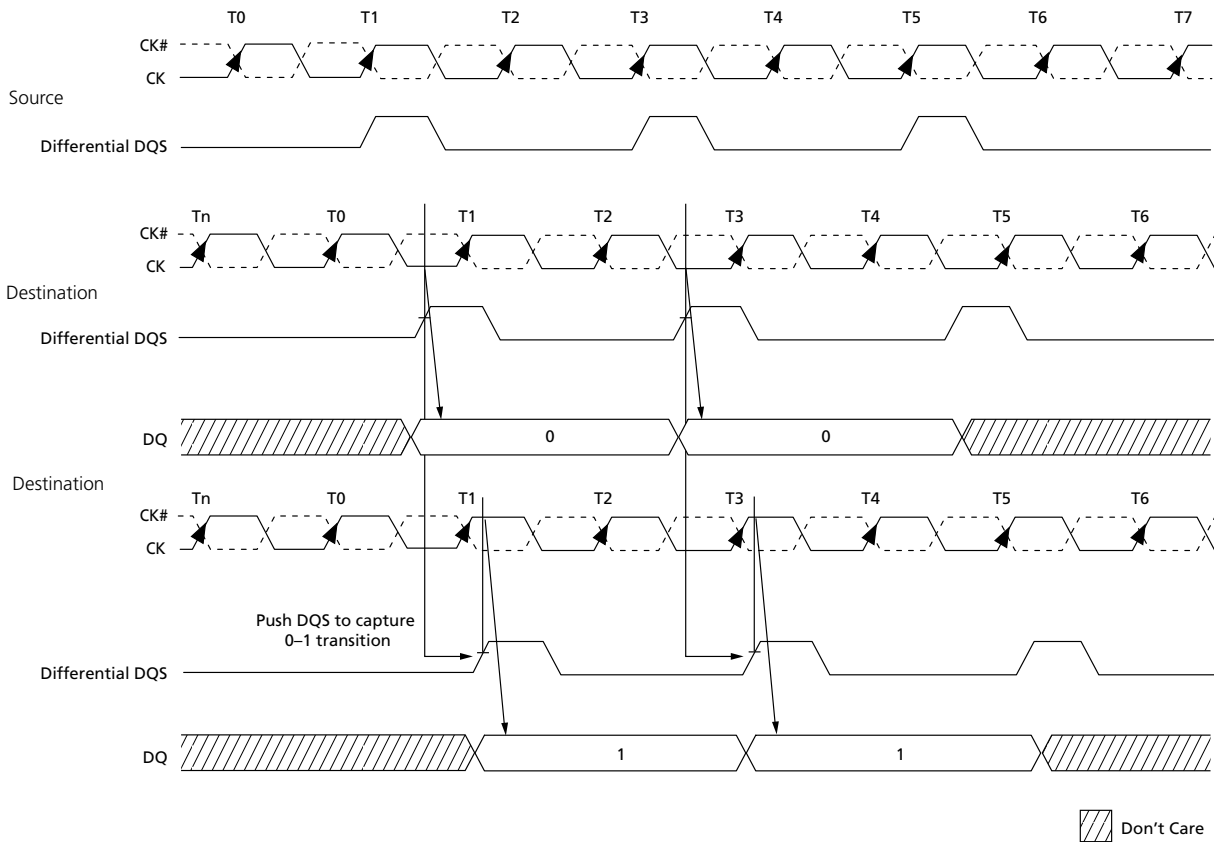 T0 T1 T2 T3 T4 T5 T6 T7
CK#
CK
Source
Differential DQS
Tn T0 T1 T2 T3 T4 T5 T6
CK#
CK
Destination
Differential DQS
DQ 0 0
Destination
Tn T0 T1 T2 T3 T4 T5 T6
CK#
CK
Push DQS to capture
0–1 transition
Differential DQS
DQ 1 1
Don't Care